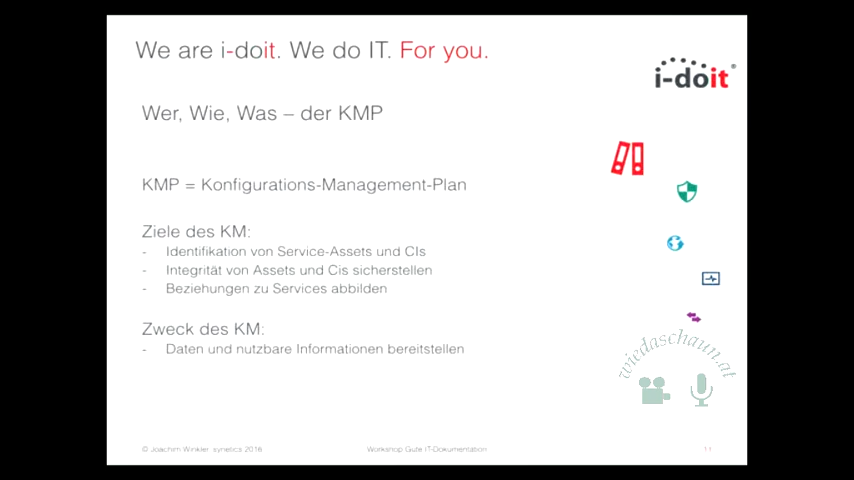 We are i-doit. We do IT. For you.
i-doit®
Wer, Wie, Was – der KMP
KMP = Konfigurations-Management-Plan
Ziele des KM:
- Identifikation von Service-Assets und CIs
- Integrität von Assets und Cis sicherstellen
- Beziehungen zu Services abbilden
Zweck des KM:
- Daten und nutzbare Informationen bereitstellen
wiedaschaun.at
© Joachim Winkler synetics 2016
Workshop Gute IT-Dokumentation
11